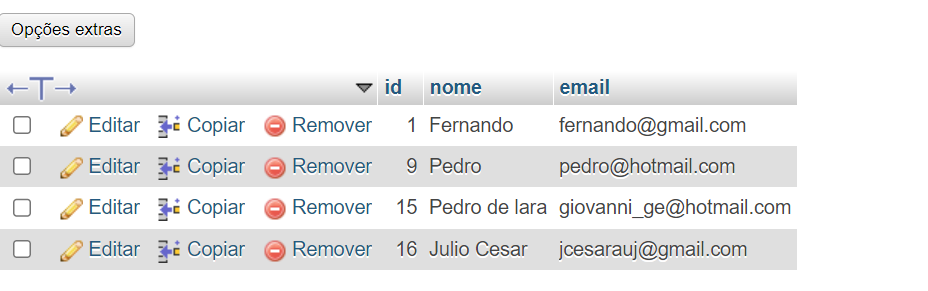 Opções extras
id nome email
Editar Copiar Remover 1 Fernando fernando@gmail.com
Editar Copiar Remover 9 Pedro pedro@hotmail.com
Editar Copiar Remover 15 Pedro de lara giovanni_ge@hotmail.com
Editar Copiar Remover 16 Julio Cesar jcesarauj@gmail.com